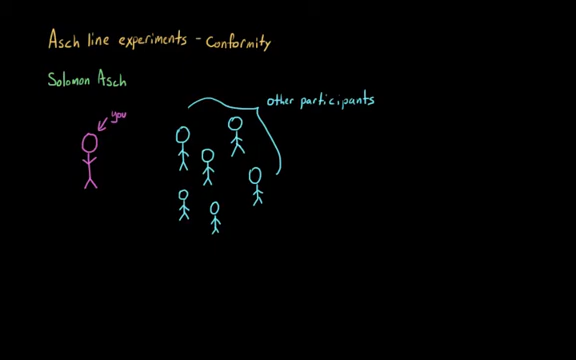 Asch line experiments - Conformity
Solomon Asch
you
other participants